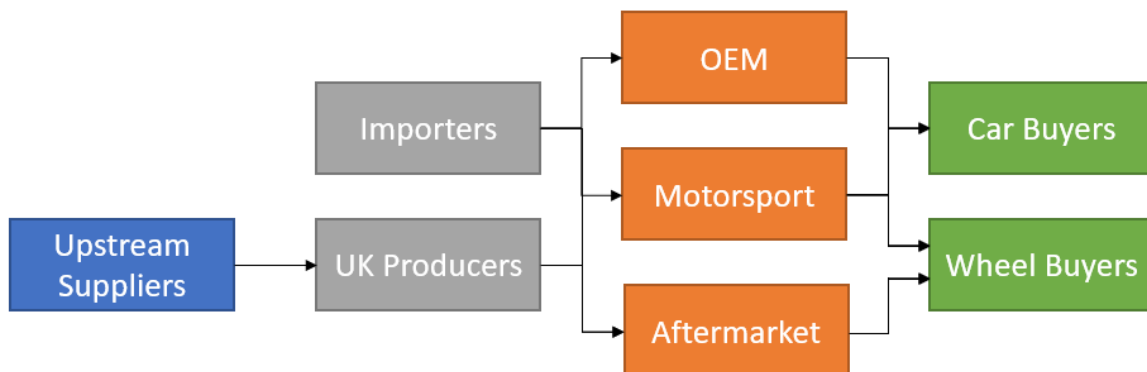 OEM
Importers
Car Buyers
Motorsport
Upstream
Suppliers
UK Producers
Wheel Buyers
Aftermarket